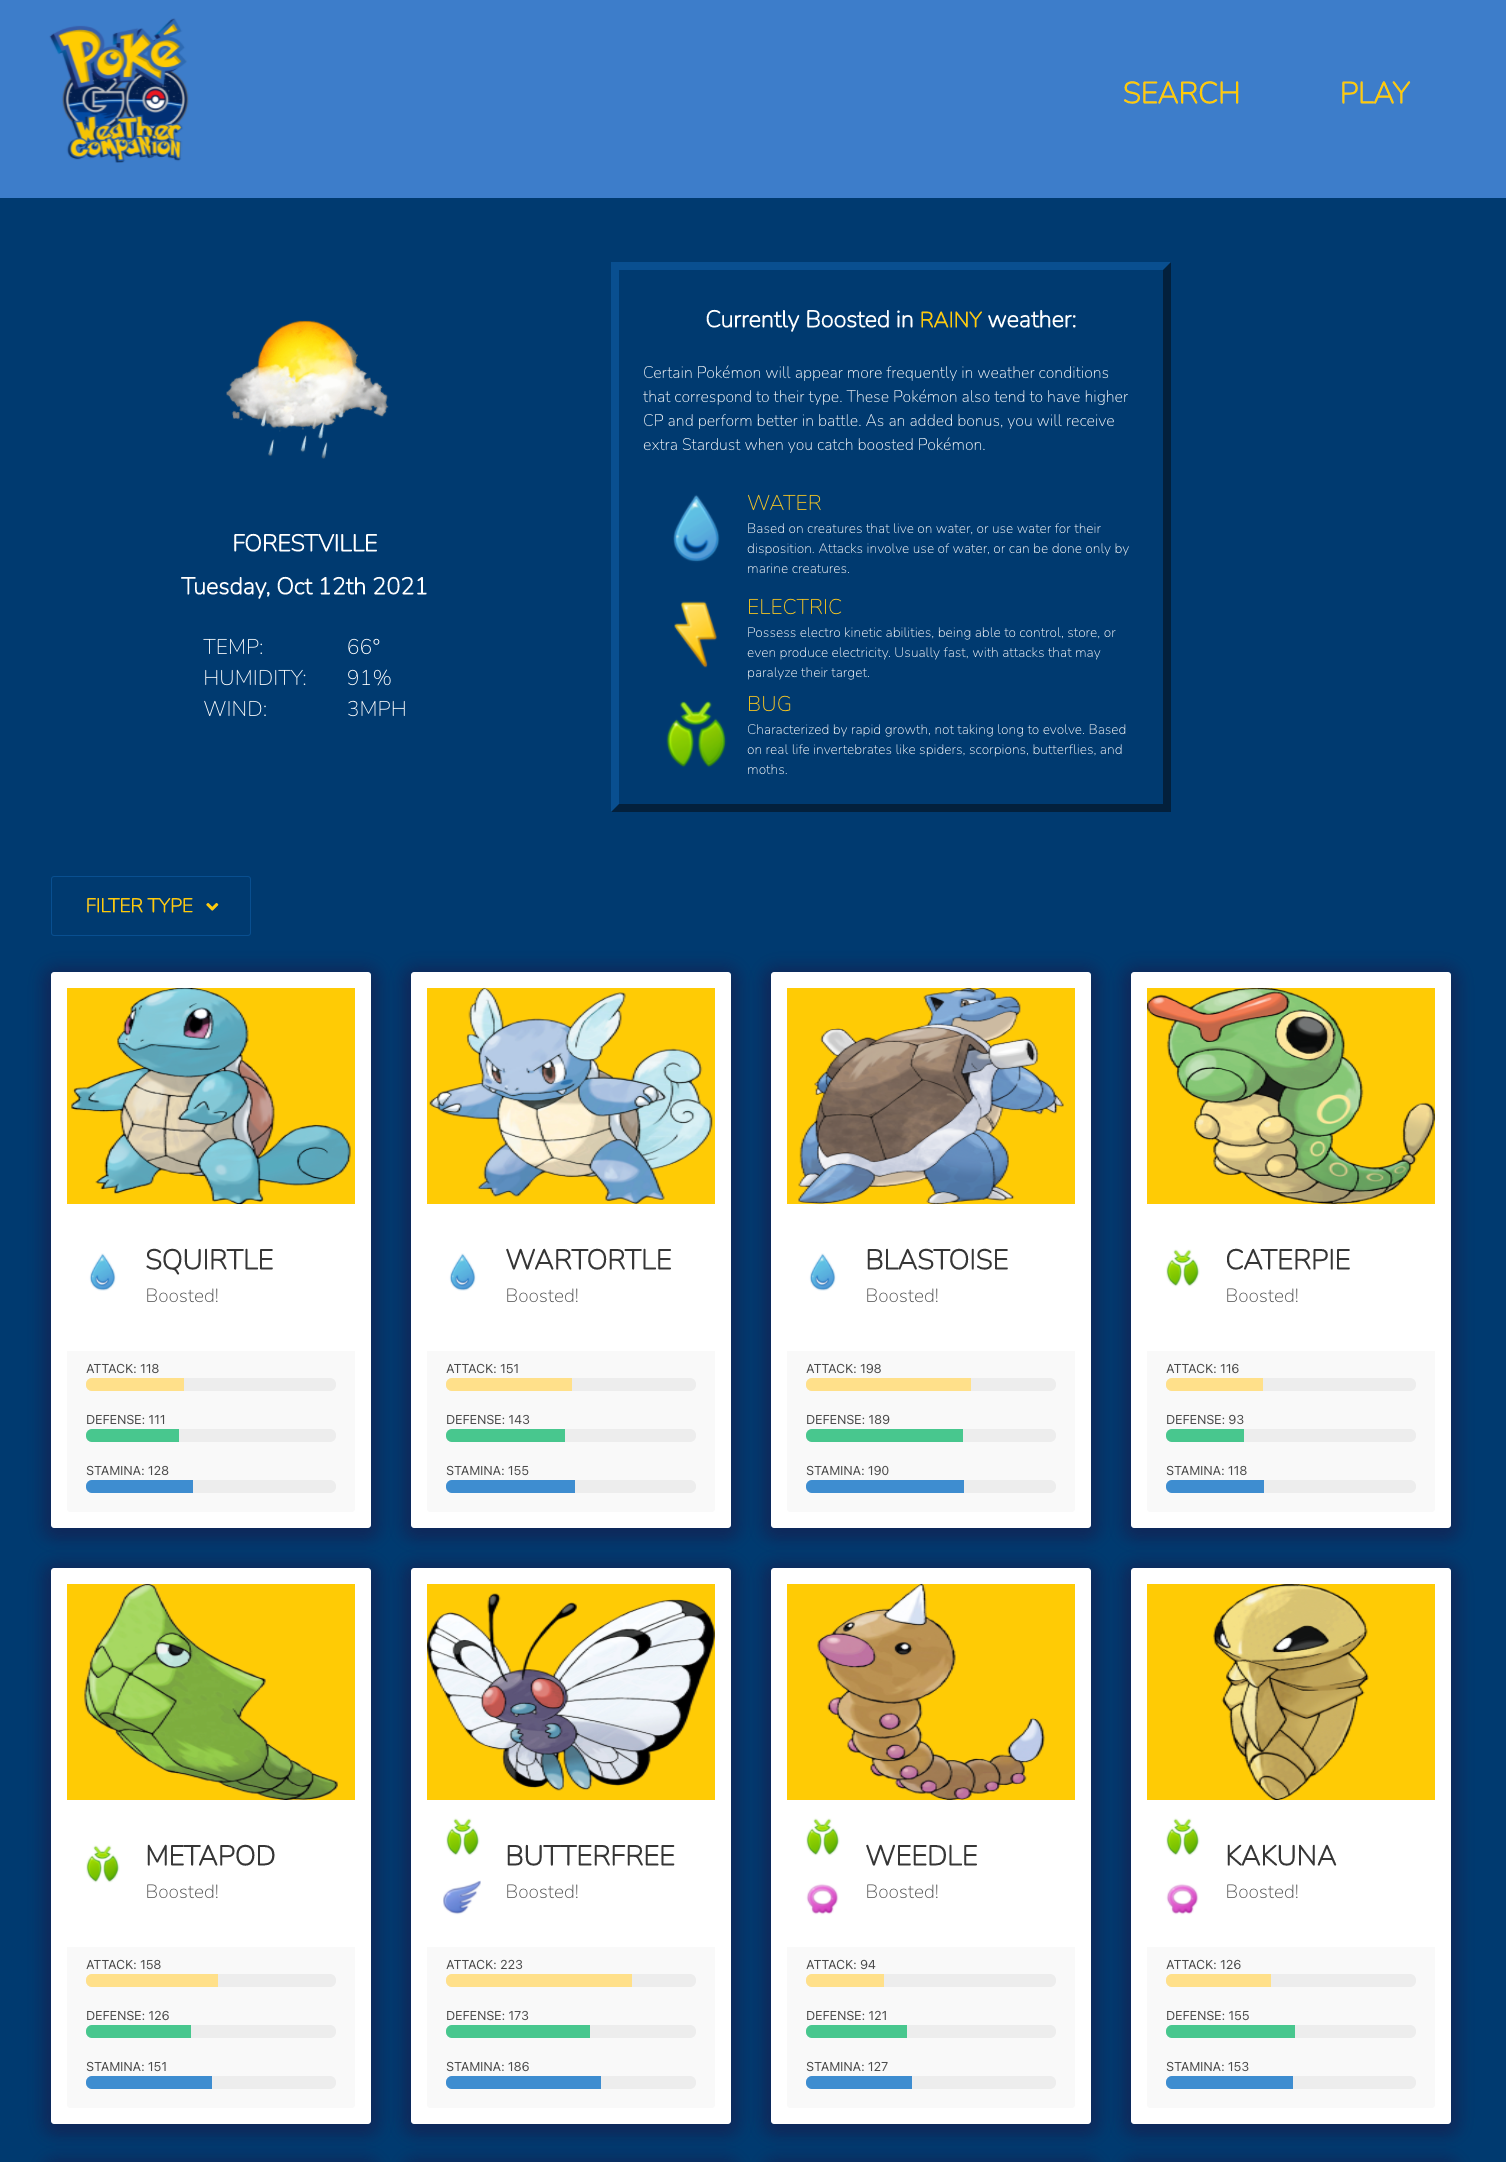 Poké
GO
Weather
Companion
SEARCH PLAY
Currently Boosted in RAINY weather:
Certain Pokémon will appear more frequently in weather conditions
that correspond to their type. These Pokémon also tend to have higher
CP and perform better in battle. As an added bonus, you will receive
extra Stardust when you catch boosted Pokémon.
WATER
Based on creatures that live on water, or use water for their
disposition. Attacks involve use of water, or can be done only by
marine creatures.
ELECTRIC
Possess electro kinetic abilities, being able to control, store, or
even produce electricity. Usually fast, with attacks that may
paralyze their target.
BUG
Characterized by rapid growth, not taking long to evolve. Based
on real life invertebrates like spiders, scorpions, butterflies, and
moths.
FORESTVILLE
Tuesday, Oct 12th 2021
TEMP: 66°
HUMIDITY: 91%
WIND: 3MPH
FILTER TYPE
SQUIRTLE
Boosted!
ATTACK: 118
DEFENSE: 111
STAMINA: 128
WARTORTLE
Boosted!
ATTACK: 151
DEFENSE: 143
STAMINA: 155
BLASTOISE
Boosted!
ATTACK: 198
DEFENSE: 189
STAMINA: 190
CATERPIE
Boosted!
ATTACK: 116
DEFENSE: 93
STAMINA: 118
METAPOD
Boosted!
ATTACK: 158
DEFENSE: 126
STAMINA: 151
BUTTERFREE
Boosted!
ATTACK: 223
DEFENSE: 173
STAMINA: 186
WEEDLE
Boosted!
ATTACK: 94
DEFENSE: 121
STAMINA: 127
KAKUNA
Boosted!
ATTACK: 126
DEFENSE: 155
STAMINA: 153